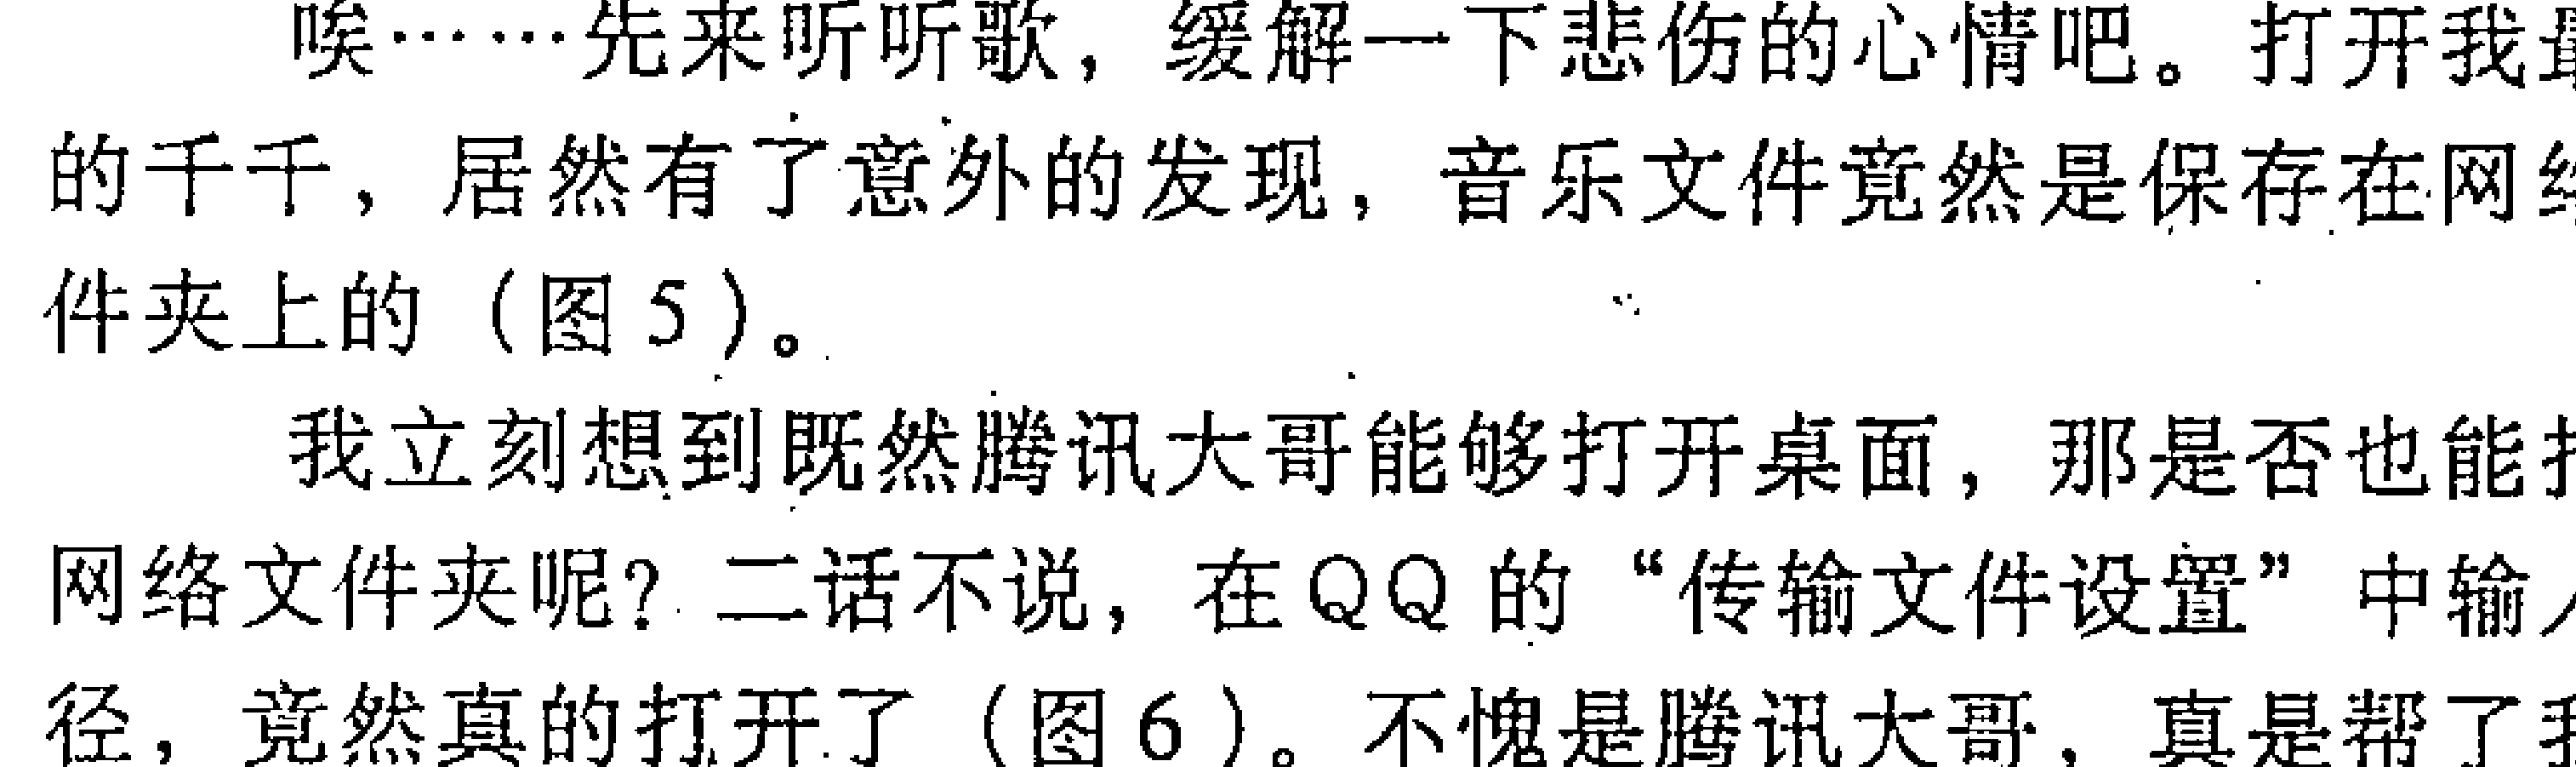 唉……先来听听歌，缓解一下悲伤的心情吧。打开我
的千千，居然有了意外的发现，音乐文件竟然是保存在网
件夹上的（图5）。
我立刻想到既然腾讯大哥能够打开桌面，那是否也能
网络文件夹呢？二话不说，在QQ的“传输文件设置”中输
径，竟然真的打开了（图6）。不愧是腾讯大哥，真是帮了